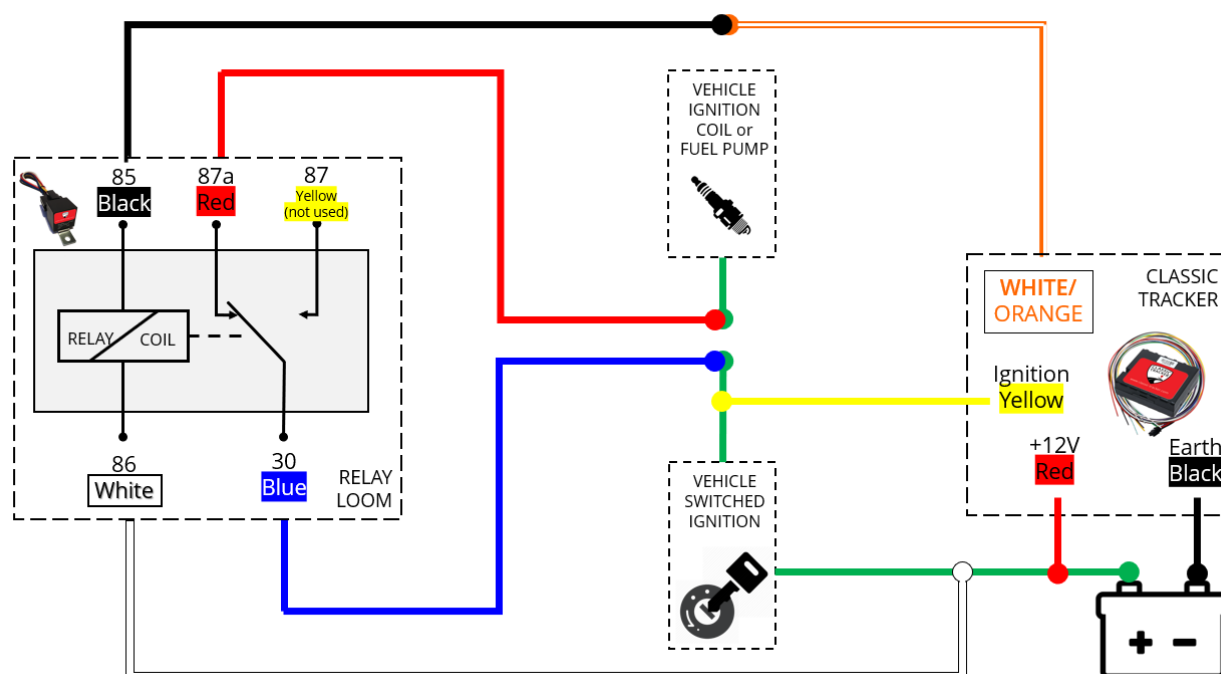 VEHICLE
IGNITION
COIL or
FUEL PUMP
85
Black
87a
Red
87
Yellow
(not used)
RELAY
COIL
86
White
30
Blue
RELAY
LOOM
VEHICLE
SWITCHED
IGNITION
CLASSIC
TRACKER
WHITE/
ORANGE
Ignition
Yellow
+12V
Red
Earth
Black
+ −